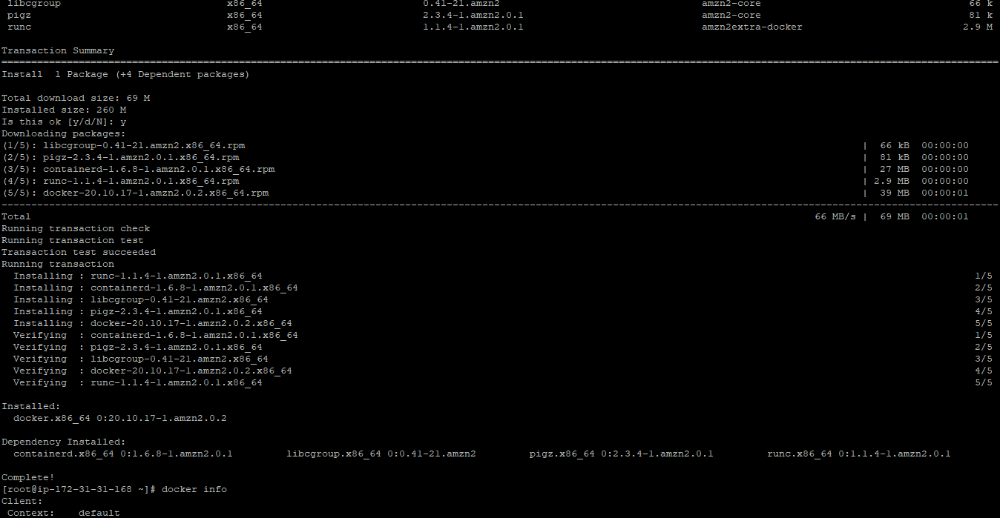 libcgroup x86_64 0.41-21.amzn2 amzn2-core 66 k
pigz x86_64 2.3.4-1.amzn2.0.1 amzn2-core 81 k
runc x86_64 1.1.4-1.amzn2.0.1 amzn2extra-docker 2.9 M
Transaction Summary
================================================================================
Install  1 Package (+4 Dependent packages)
Total download size: 69 M
Installed size: 260 M
Is this ok [y/d/N]: y
Downloading packages:
(1/5): libcgroup-0.41-21.amzn2.x86_64.rpm | 66 kB 00:00:00
(2/5): pigz-2.3.4-1.amzn2.0.1.x86_64.rpm | 81 kB 00:00:00
(3/5): containerd-1.6.8-1.amzn2.0.1.x86_64.rpm | 27 MB 00:00:00
(4/5): runc-1.1.4-1.amzn2.0.1.x86_64.rpm | 2.9 MB 00:00:00
(5/5): docker-20.10.17-1.amzn2.0.2.x86_64.rpm | 39 MB 00:00:01
--------------------------------------------------------------------------------
Total 66 MB/s | 69 MB 00:00:01
Running transaction check
Running transaction test
Transaction test succeeded
Running transaction
Installing : runc-1.1.4-1.amzn2.0.1.x86_64 1/5
Installing : containerd-1.6.8-1.amzn2.0.1.x86_64 2/5
Installing : libcgroup-0.41-21.amzn2.x86_64 3/5
Installing : pigz-2.3.4-1.amzn2.0.1.x86_64 4/5
Installing : docker-20.10.17-1.amzn2.0.2.x86_64 5/5
Verifying  : containerd-1.6.8-1.amzn2.0.1.x86_64 1/5
Verifying  : pigz-2.3.4-1.amzn2.0.1.x86_64 2/5
Verifying  : libcgroup-0.41-21.amzn2.x86_64 3/5
Verifying  : docker-20.10.17-1.amzn2.0.2.x86_64 4/5
Verifying  : runc-1.1.4-1.amzn2.0.1.x86_64 5/5
Installed:
docker.x86_64 0:20.10.17-1.amzn2.0.2
Dependency Installed:
containerd.x86_64 0:1.6.8-1.amzn2.0.1 libcgroup.x86_64 0:0.41-21.amzn2 pigz.x86_64 0:2.3.4-1.amzn2.0.1 runc.x86_64 0:1.1.4-1.amzn2.0.1
Complete!
[root@ip-172-31-31-168 ~]# docker info
Client:
Context:    default